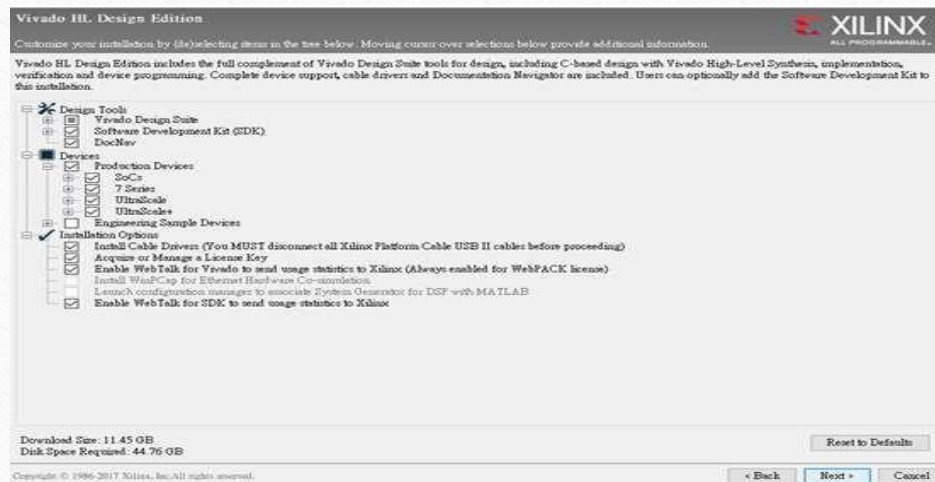 Vivado HL Design Edition
XILINX
ALL PROGRAMMABLE.
Customize your installation by (de)selecting items in the tree below. Moving cursor over selections below provide additional information.
Vivado HL Design Edition includes the full complement of Vivado Design Suite tools for design, including C-based design with Vivado High-Level Synthesis, implementation,
verification and device programming. Complete device support, cable drivers and Documentation Navigator are included. Users can optionally add the Software Development Kit to
this installation.
Design Tools
Vivado Design Suite
Software Development Kit (SDK)
DocNav
Devices
Production Devices
SoCs
7 Series
UltraScale
UltraScale+
Engineering Sample Devices
Installation Options
Install Cable Drivers (You MUST disconnect all Xilinx Platform Cable USB II cables before proceeding)
Acquire or Manage a License Key
Enable WebTalk for Vivado to send usage statistics to Xilinx (Always enabled for WebPACK license)
Install WinPCap for Ethernet Hardware Co-simulation
Launch configuration manager to associate System Generator for DSP with MATLAB
Enable WebTalk for SDK to send usage statistics to Xilinx
Download Size: 11.45 GB
Disk Space Required: 44.76 GB
Reset to Defaults
Copyright © 1986-2017 Xilinx, Inc. All rights reserved.
< Back
Next >
Cancel